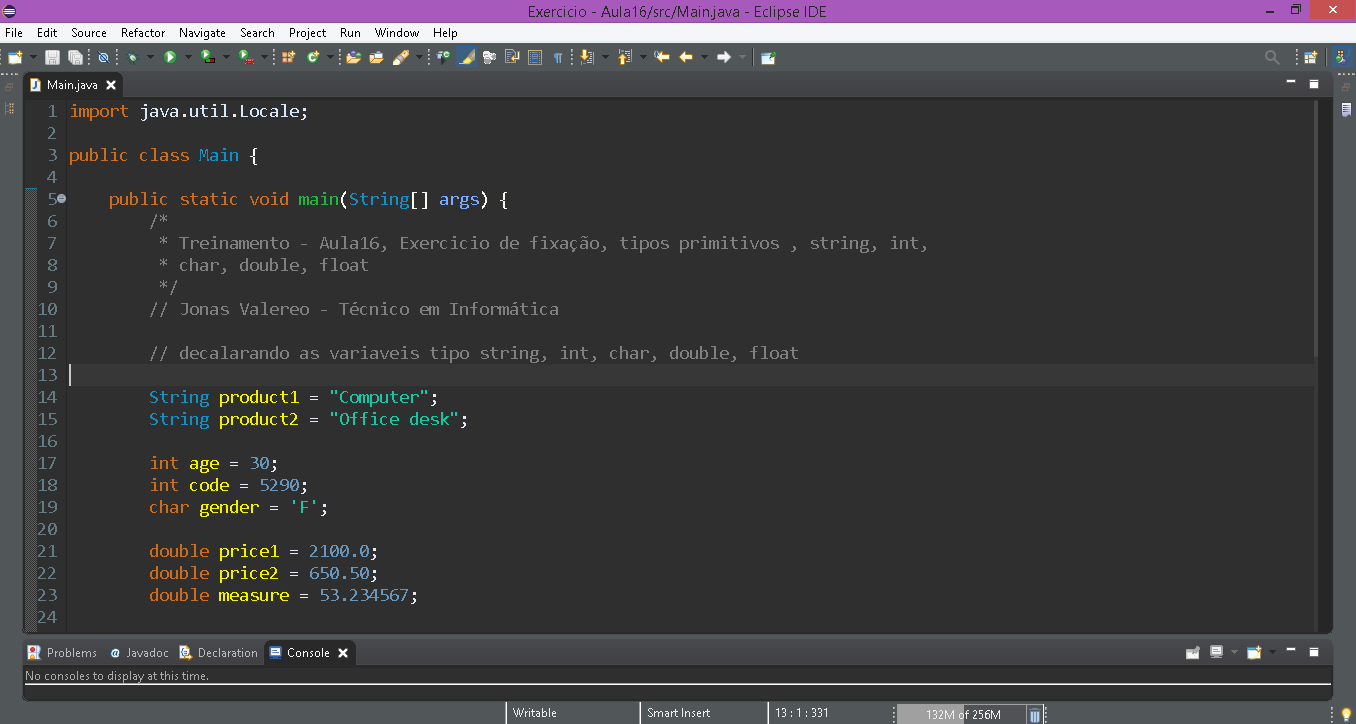 Exercicio - Aula16/src/Main.java - Eclipse IDE
File Edit Source Refactor Navigate Search Project Run Window Help
Main.java
1 import java.util.Locale;
2
3 public class Main {
4
5 public static void main(String[] args) {
6 /*
7 * Treinamento - Aula16, Exercicio de fixação, tipos primitivos , string, int,
8 * char, double, float
9 */
10 // Jonas Valereo - Técnico em Informática
11
12 // decalarando as variaveis tipo string, int, char, double, float
13
14 String product1 = "Computer";
15 String product2 = "Office desk";
16
17 int age = 30;
18 int code = 5290;
19 char gender = 'F';
20
21 double price1 = 2100.0;
22 double price2 = 650.50;
23 double measure = 53.234567;
24
Problems Javadoc Declaration Console
No consoles to display at this time.
Writable Smart Insert 13 : 1 : 331 132M of 256M